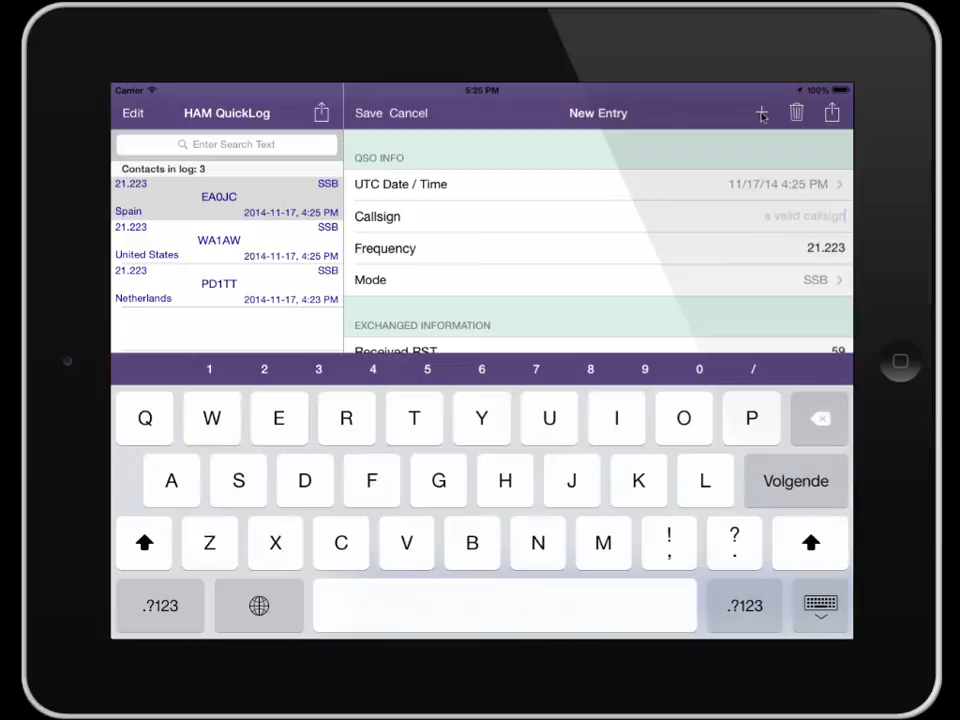 Carrier 5:25 PM 100%
Edit HAM QuickLog Save Cancel New Entry
Enter Search Text
Contacts in log: 3
21.223 SSB
EA0JC
Spain 2014-11-17, 4:25 PM
21.223 SSB
WA1AW
United States 2014-11-17, 4:25 PM
21.223 SSB
PD1TT
Netherlands 2014-11-17, 4:23 PM
QSO INFO
UTC Date / Time 11/17/14 4:25 PM
Callsign a valid callsign
Frequency 21.223
Mode SSB
EXCHANGED INFORMATION
Received RST 59
1 2 3 4 5 6 7 8 9 0 /
Q W E R T Y U I O P
A S D F G H J K L Volgende
Z X C V B N M ! , ? .
.?123 .?123